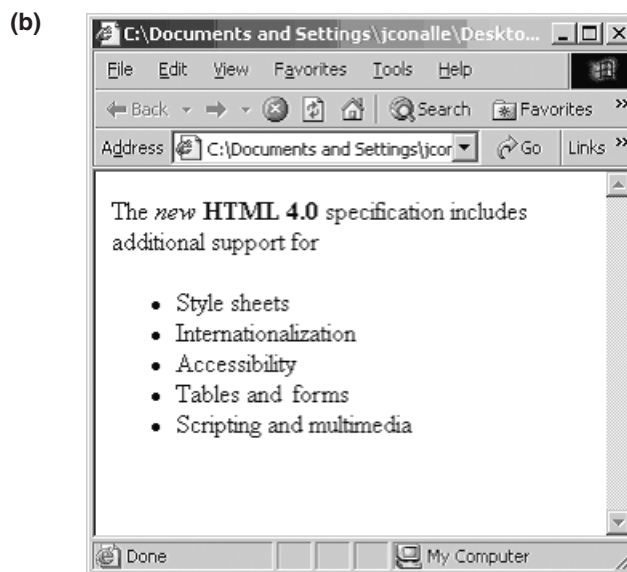 (b)
C:\Documents and Settings\jconalle\Deskto...
File Edit View Favorites Tools Help
Back Search Favorites »
Address C:\Documents and Settings\jcor Go Links »
The new HTML 4.0 specification includes
additional support for
• Style sheets
• Internationalization
• Accessibility
• Tables and forms
• Scripting and multimedia
Done My Computer